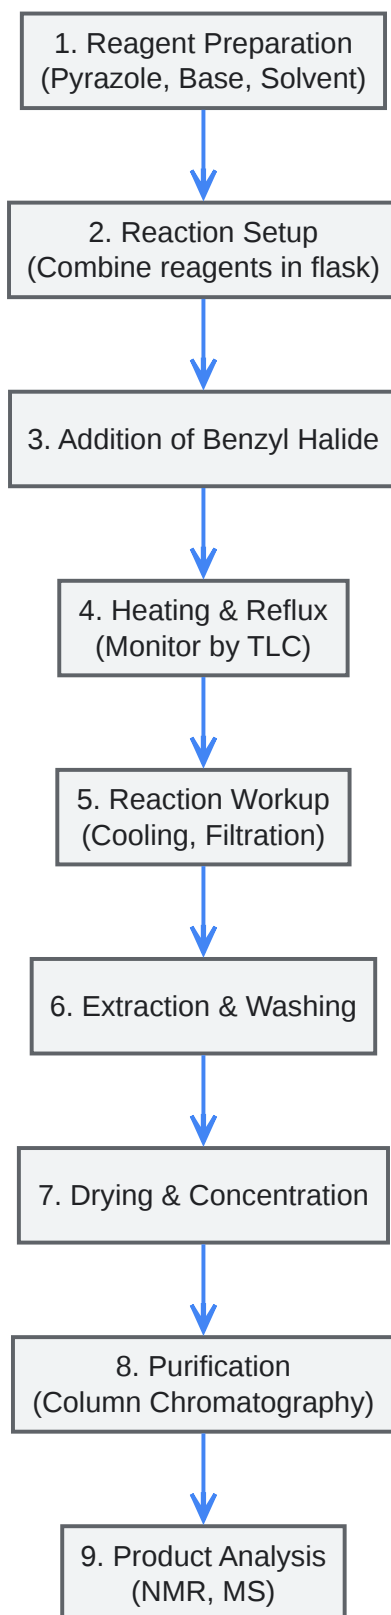 1. Reagent Preparation
(Pyrazole, Base, Solvent)
2. Reaction Setup
(Combine reagents in flask)
3. Addition of Benzyl Halide
4. Heating & Reflux
(Monitor by TLC)
5. Reaction Workup
(Cooling, Filtration)
6. Extraction & Washing
7. Drying & Concentration
8. Purification
(Column Chromatography)
9. Product Analysis
(NMR, MS)